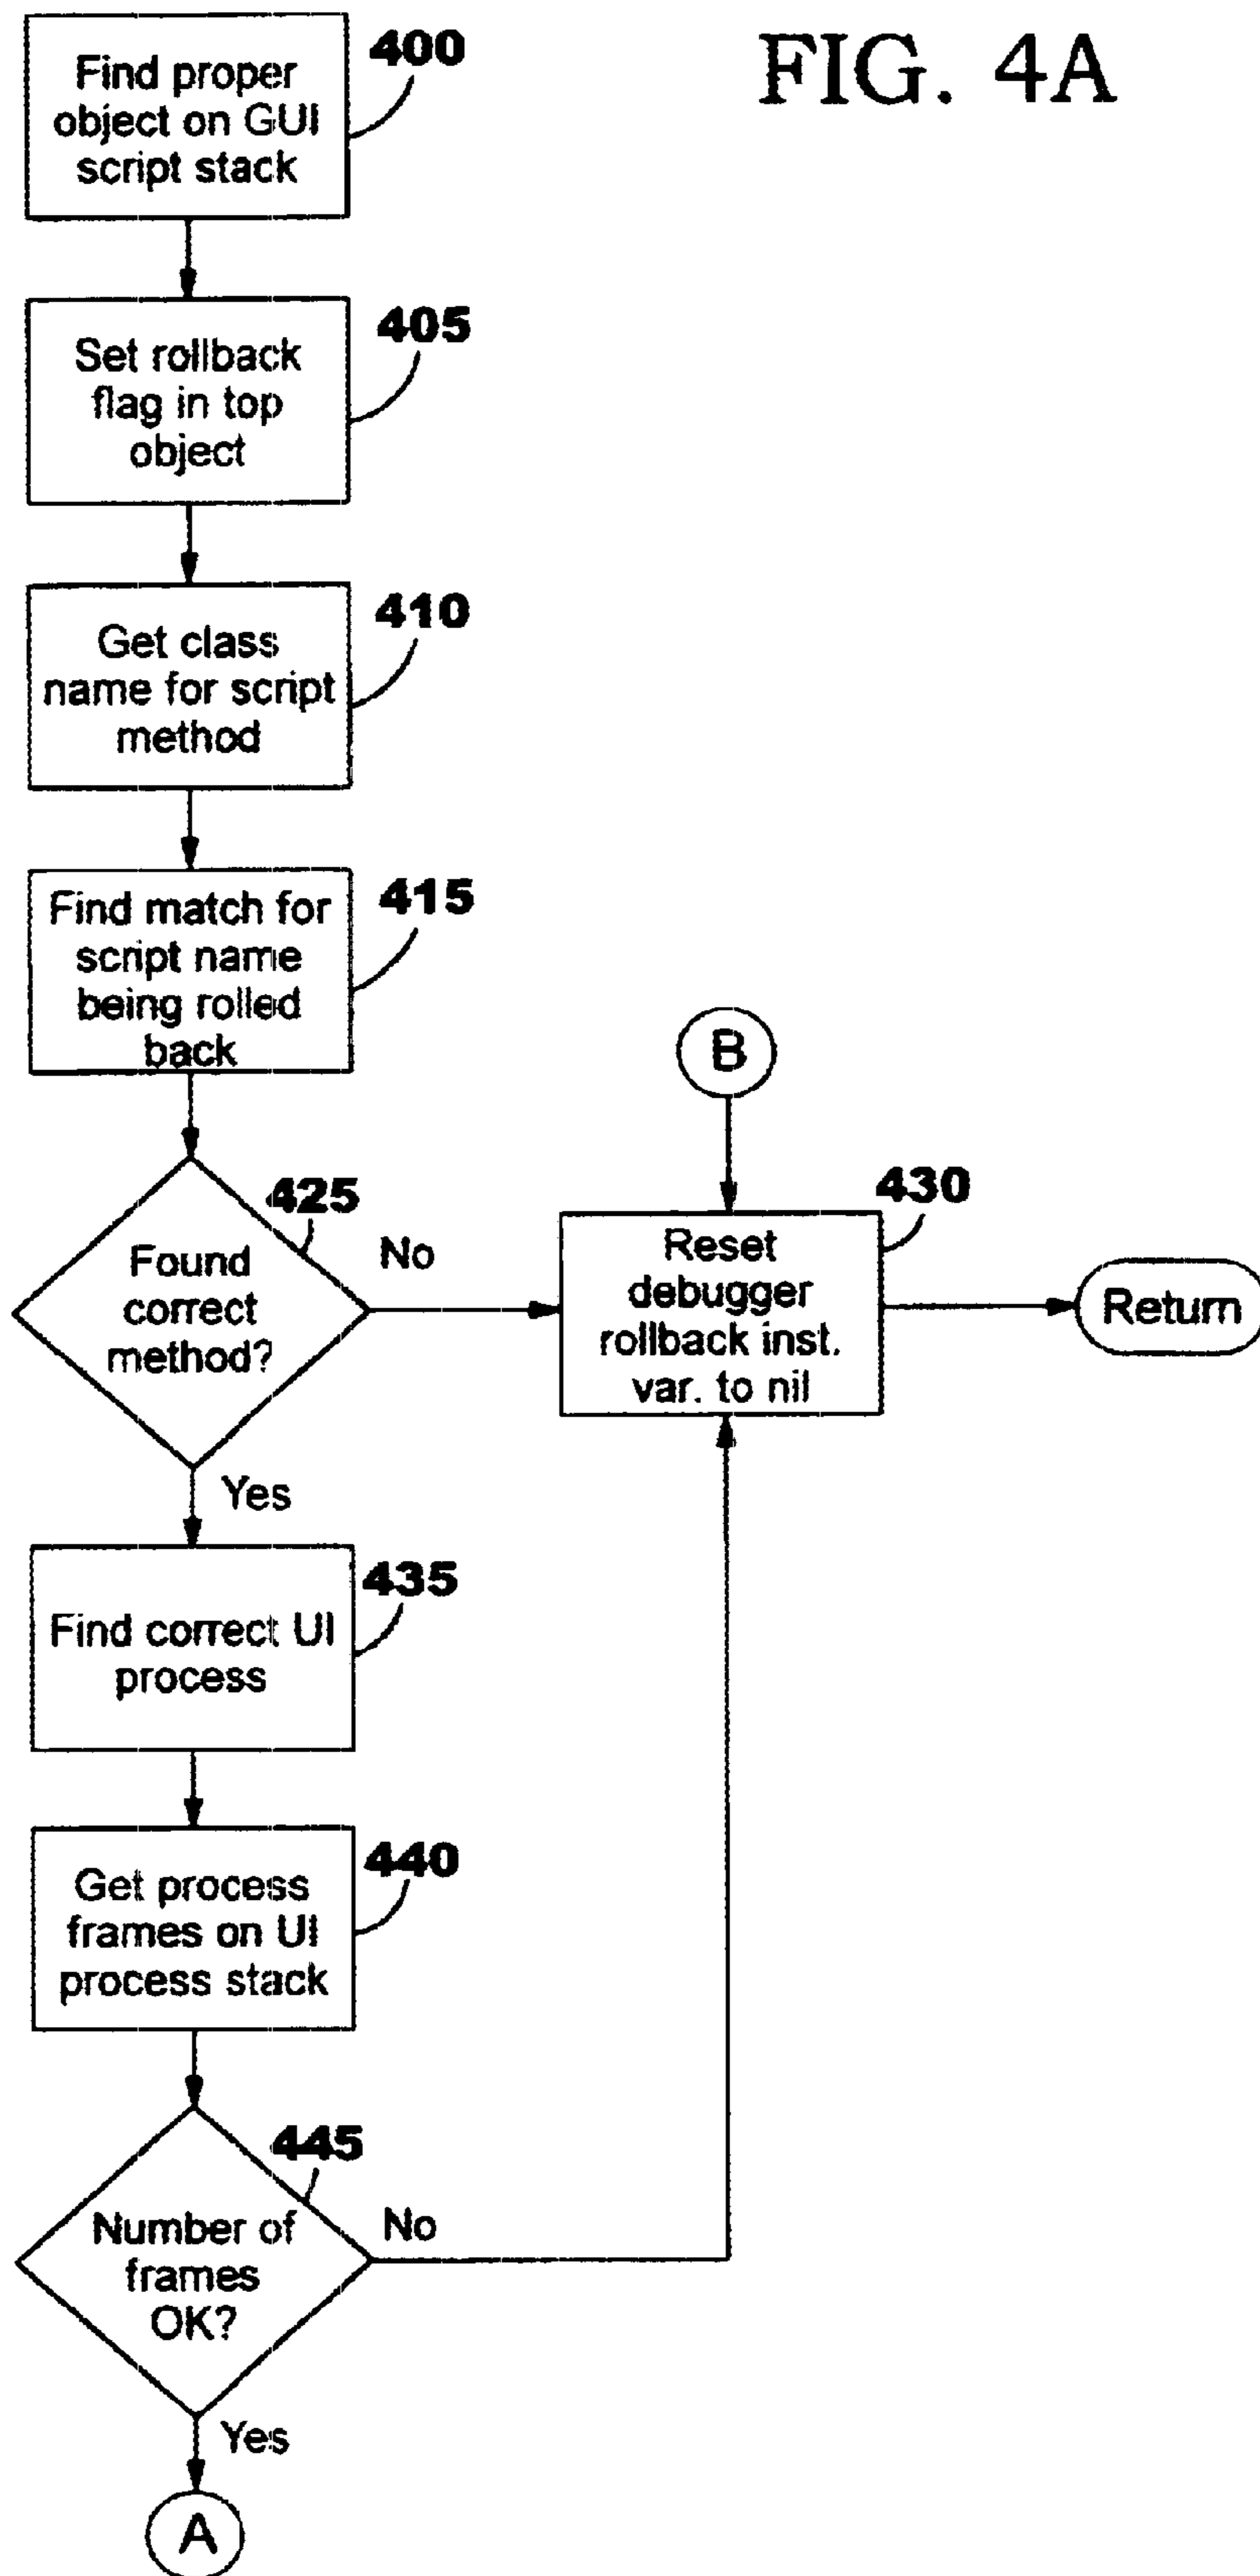 FIG. 4A
400
Find proper
object on GUI
script stack
405
Set rollback
flag in top
object
410
Get class
name for script
method
415
Find match for
script name
being rolled
back
B
425
Found
correct
method?
No
430
Reset
debugger
rollback inst.
var. to nil
Return
Yes
435
Find correct UI
process
440
Get process
frames on UI
process stack
445
Number of
frames
OK?
No
Yes
A